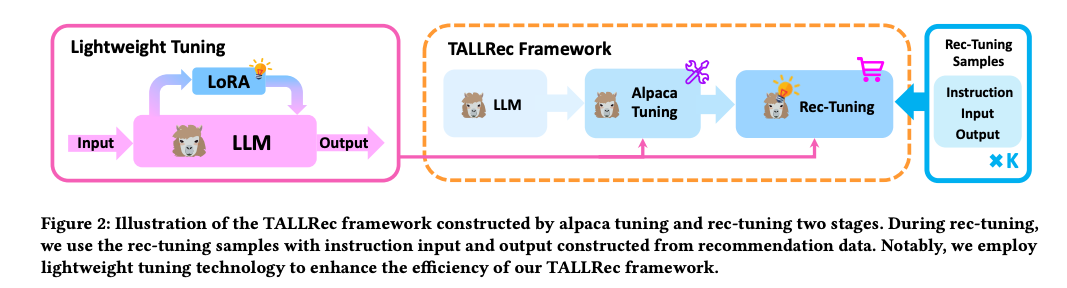 Lightweight Tuning
LoRA
Input
LLM
Output
TALLRec Framework
LLM
Alpaca
Tuning
Rec-Tuning
Rec-Tuning
Samples
Instruction
Input
Output
×K
Figure 2: Illustration of the TALLRec framework constructed by alpaca tuning and rec-tuning two stages. During rec-tuning,
we use the rec-tuning samples with instruction input and output constructed from recommendation data. Notably, we employ
lightweight tuning technology to enhance the efficiency of our TALLRec framework.